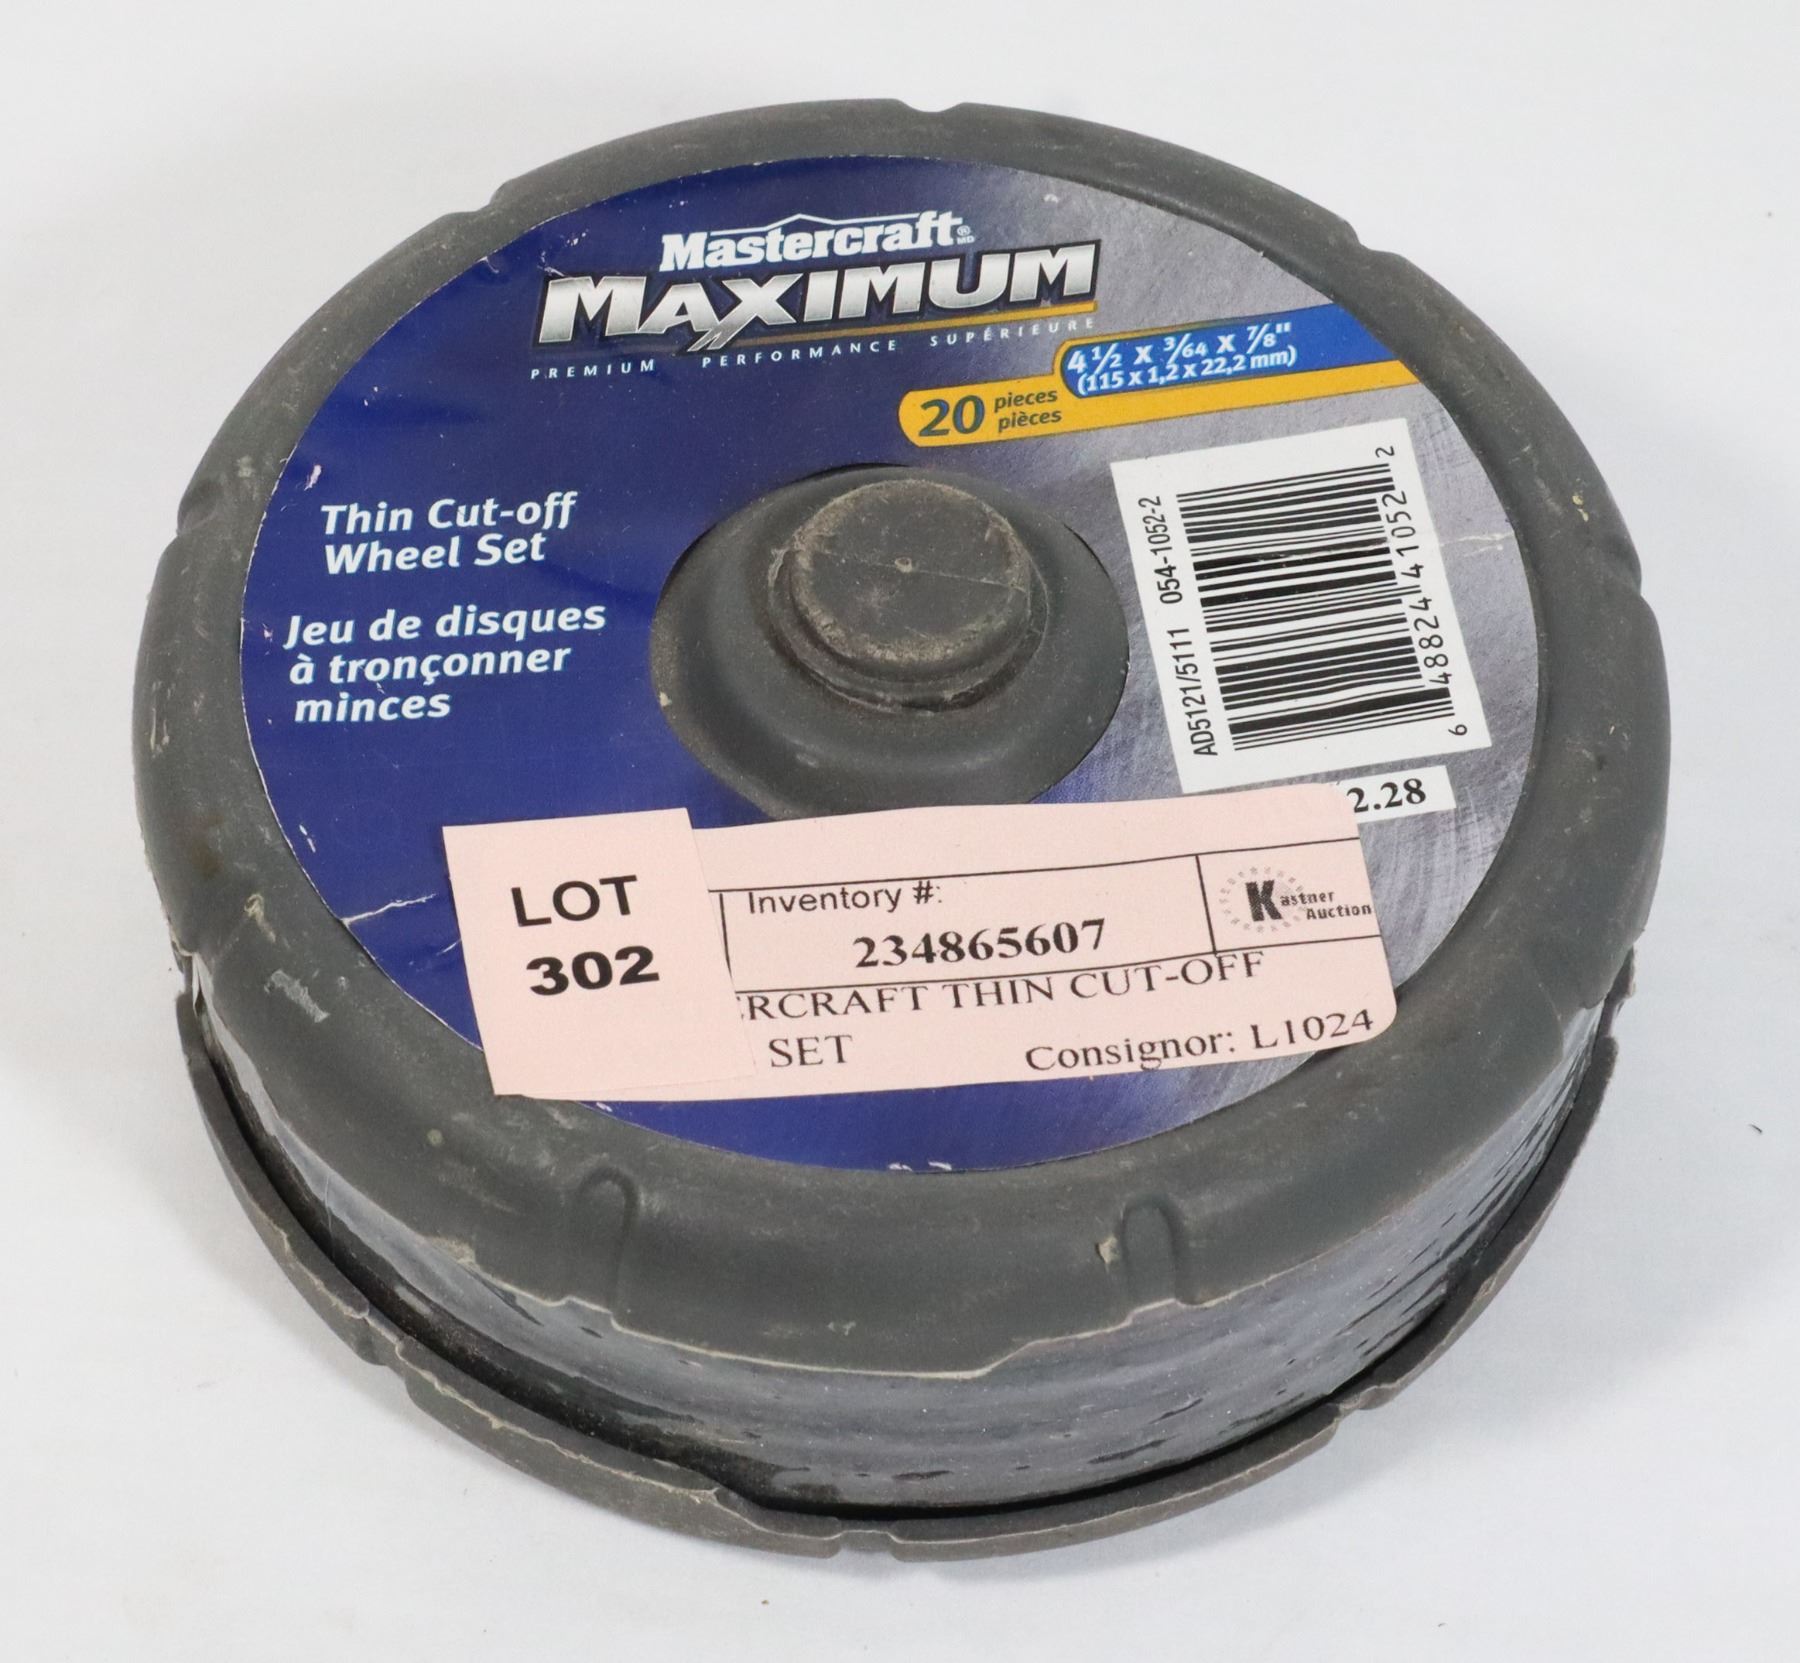 Mastercraft® MD
MAXIMUM
PREMIUM PERFORMANCE SUPÉRIEURE
4 1/2 x 3/64 x 7/8"
(115 x 1,2 x 22,2 mm)
20 pieces
pièces
Thin Cut-off
Wheel Set
Jeu de disques
à tronçonner
minces
AD5121/5111 054-1052-2
6 48824 41052 2
2.28
LOT
302
Inventory #:
234865607
Kastner
Auction
RCRAFT THIN CUT-OFF
SET
Consignor: L1024